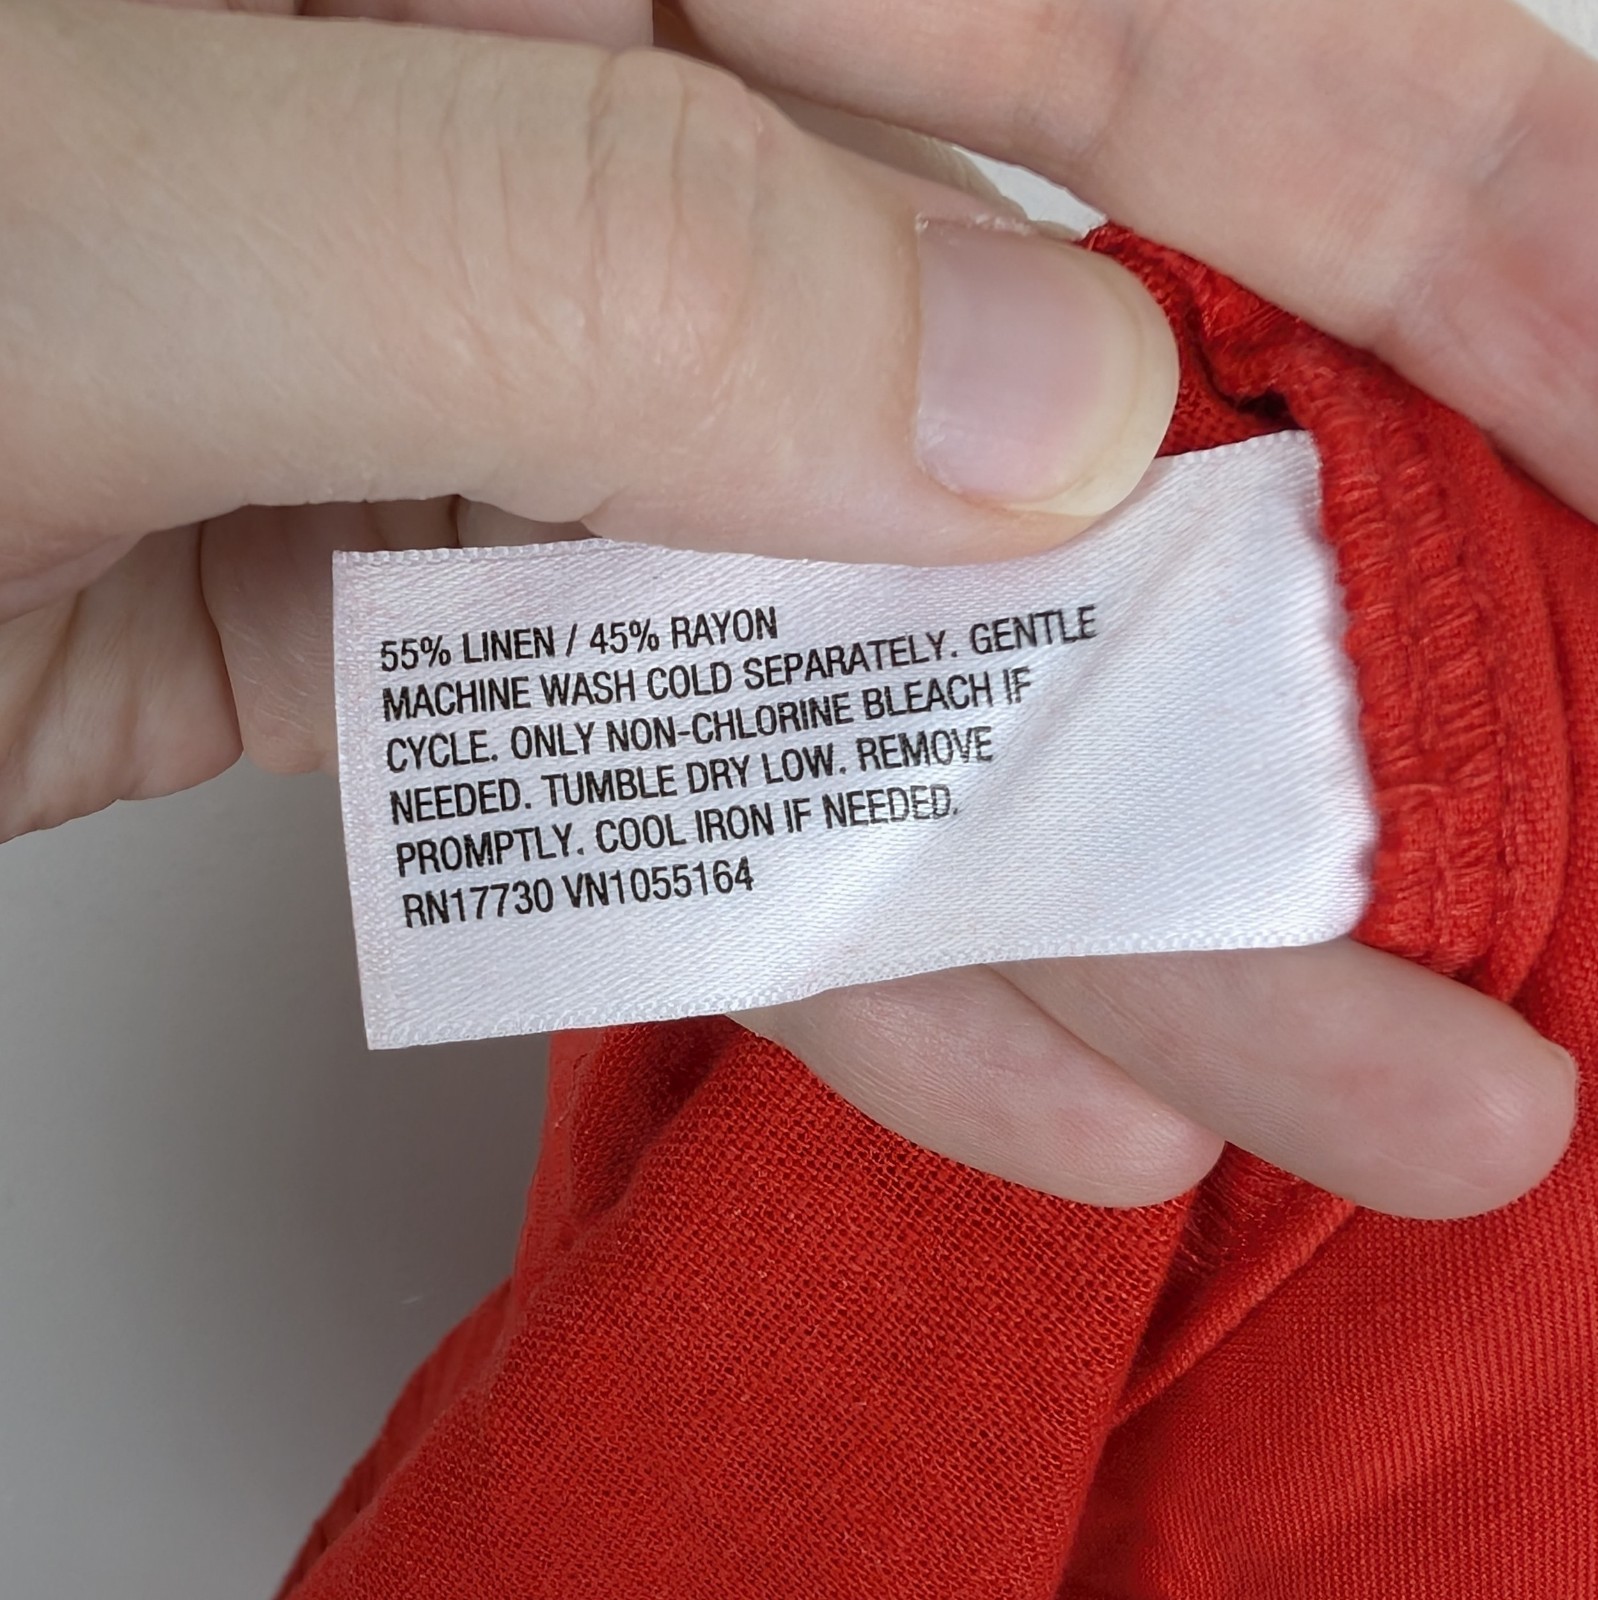 55% LINEN / 45% RAYON
MACHINE WASH COLD SEPARATELY. GENTLE
CYCLE. ONLY NON-CHLORINE BLEACH IF
NEEDED. TUMBLE DRY LOW. REMOVE
PROMPTLY. COOL IRON IF NEEDED.
RN17730 VN1055164